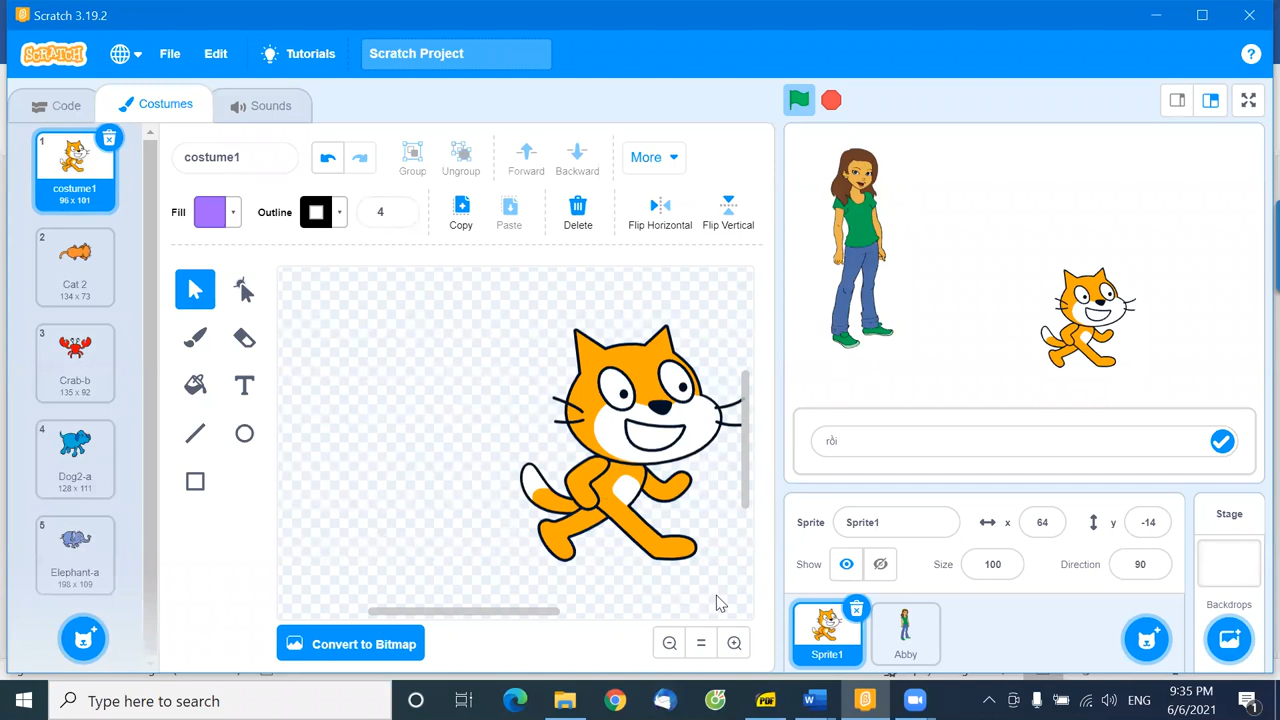 Scratch 3.19.2
SCRATCH File Edit Tutorials Scratch Project ?
Code Costumes Sounds
1
costume1
96 x 101
2
Cat 2
134 x 73
3
Crab-b
135 x 92
4
Dog2-a
128 x 111
5
Elephant-a
198 x 109
costume1 Group Ungroup Forward Backward More
Fill Outline 4 Copy Paste Delete Flip Horizontal Flip Vertical
Convert to Bitmap
rồi
Sprite Sprite1 x 64 y -14
Show Size 100 Direction 90
Sprite1 Abby
Stage
Backdrops
Type here to search
PDF
W
ENG
9:35 PM
6/6/2021
1